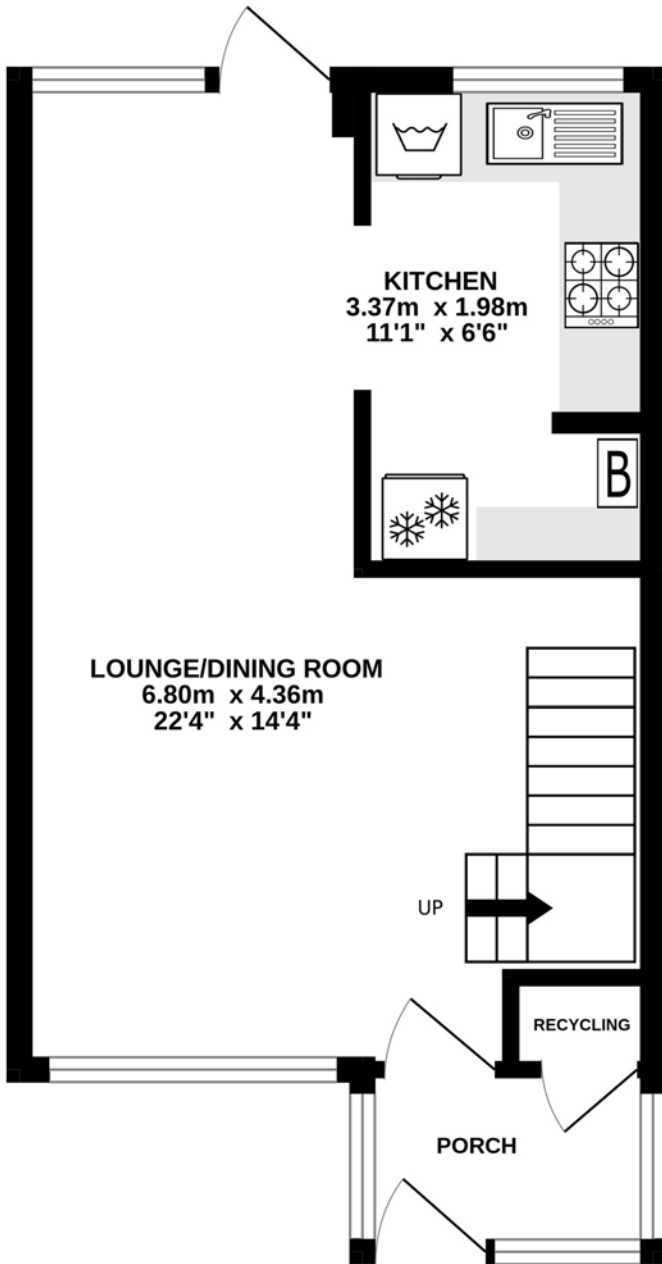 KITCHEN
3.37m x 1.98m
11'1" x 6'6"
B
LOUNGE/DINING ROOM
6.80m x 4.36m
22'4" x 14'4"
UP
RECYCLING
PORCH